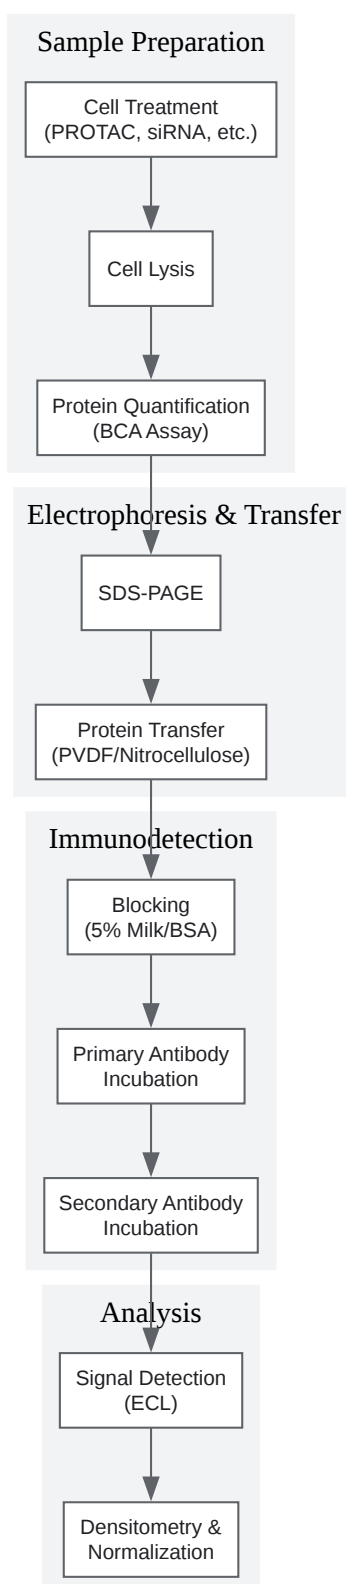 Sample Preparation
Cell Treatment
(PROTAC, siRNA, etc.)
Cell Lysis
Protein Quantification
(BCA Assay)
Electrophoresis & Transfer
SDS-PAGE
Protein Transfer
(PVDF/Nitrocellulose)
Immunodetection
Blocking
(5% Milk/BSA)
Primary Antibody
Incubation
Secondary Antibody
Incubation
Analysis
Signal Detection
(ECL)
Densitometry &
Normalization